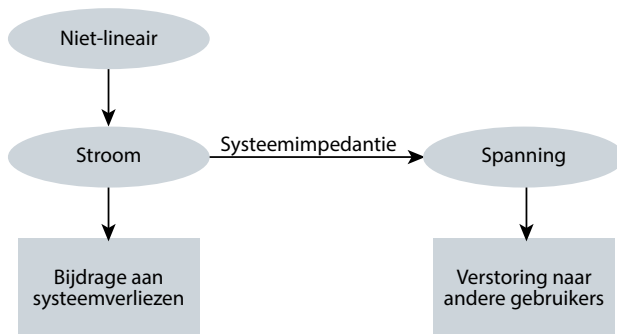 Niet-lineair
Systeemimpedantie
Stroom
Spanning
Bijdrage aan
systeemverliezen
Verstoring naar
andere gebruikers